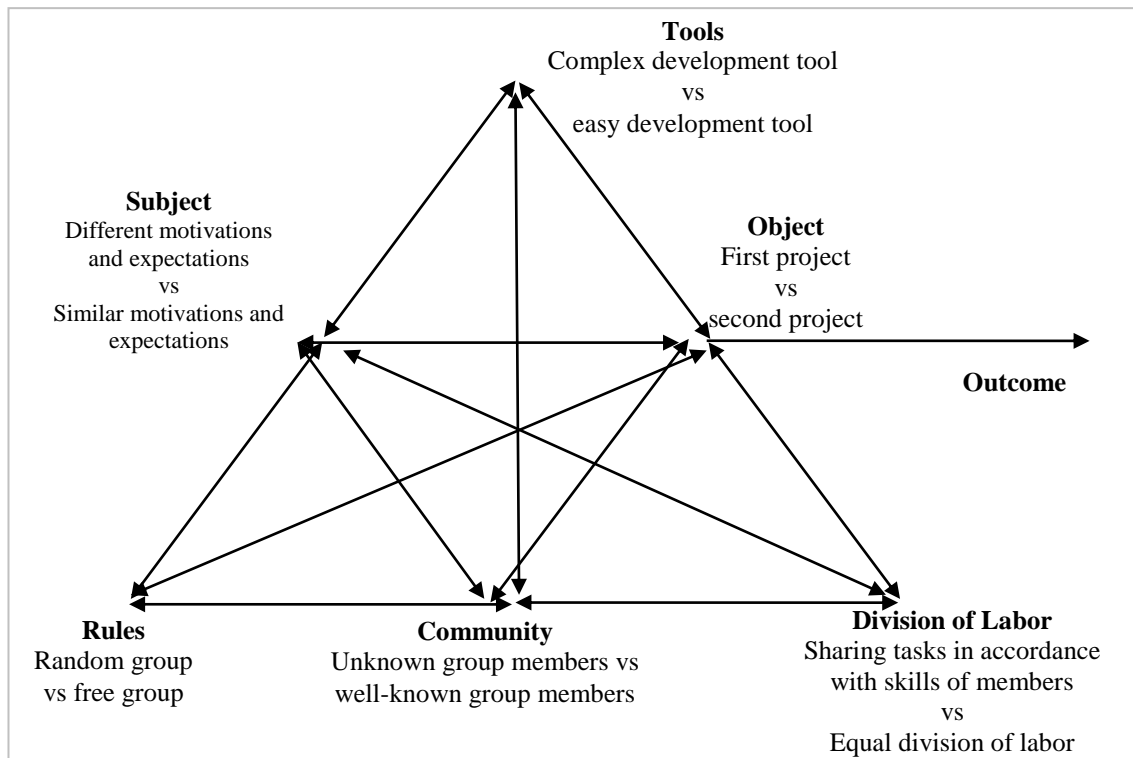 Tools
Complex development tool
vs
easy development tool
Subject
Different motivations
and expectations
vs
Similar motivations and
expectations
Object
First project
vs
second project
Outcome
Rules
Random group
vs free group
Community
Unknown group members vs
well-known group members
Division of Labor
Sharing tasks in accordance
with skills of members
vs
Equal division of labor